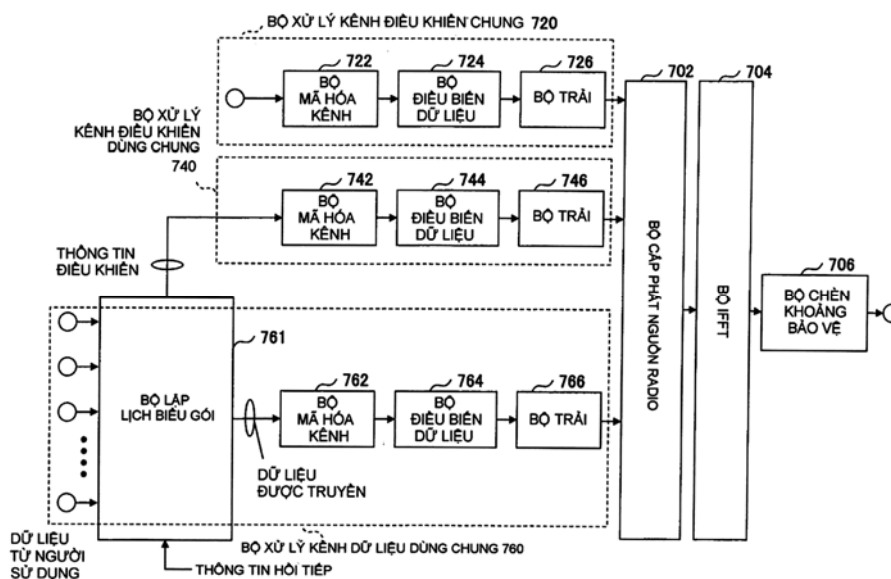 BỘ XỬ LÝ KÊNH ĐIỀU KHIỂN CHUNG 720
722
724
726
702
704
BỘ
MÃ HÓA
KÊNH
BỘ
ĐIỀU BIẾN
DỮ LIỆU
BỘ TRẢI
BỘ XỬ LÝ
KÊNH ĐIỀU KHIỂN
DÙNG CHUNG
740
742
744
746
BỘ
MÃ HÓA
KÊNH
BỘ
ĐIỀU BIẾN
DỮ LIỆU
BỘ TRẢI
THÔNG TIN
ĐIỀU KHIỂN
BỘ CẤP PHÁT NGUỒN RADIO
BỘ IFFT
706
BỘ CHÈN
KHOẢNG
BẢO VỆ
761
BỘ LẬP
LỊCH BIỂU GÓI
762
764
766
BỘ
MÃ HÓA
KÊNH
BỘ
ĐIỀU BIẾN
DỮ LIỆU
BỘ TRẢI
DỮ LIỆU
ĐƯỢC TRUYỀN
DỮ LIỆU
TỪ NGƯỜI
SỬ DỤNG
BỘ XỬ LÝ KÊNH DỮ LIỆU DÙNG CHUNG 760
THÔNG TIN HỒI TIẾP